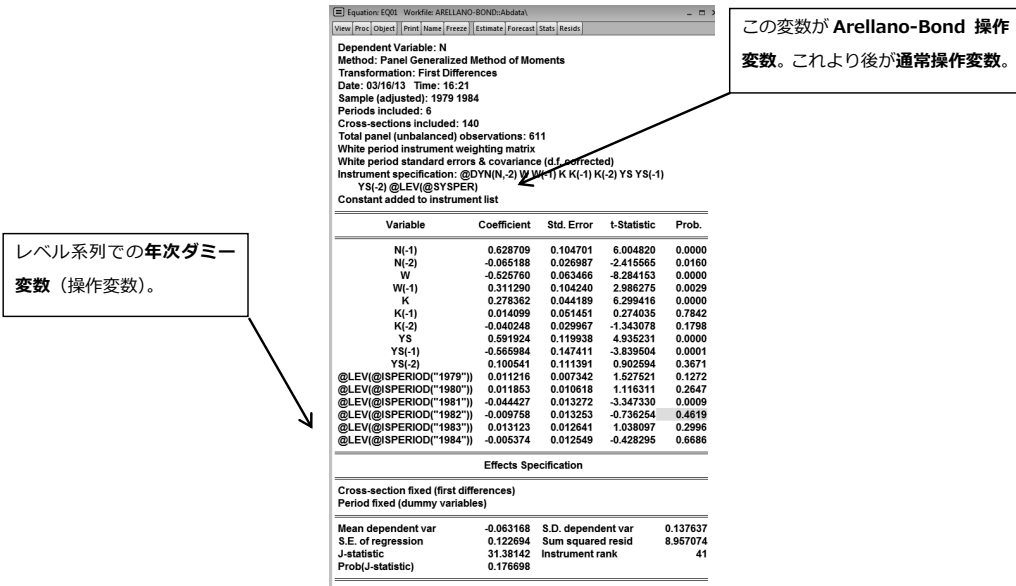 Equation: EQ01 Workfile: ARELLANO-BOND::Abdata\
View Proc Object Print Name Freeze Estimate Forecast Stats Resids
Dependent Variable: N
Method: Panel Generalized Method of Moments
Transformation: First Differences
Date: 03/16/13 Time: 16:21
Sample (adjusted): 1979 1984
Periods included: 6
Cross-sections included: 140
Total panel (unbalanced) observations: 611
White period instrument weighting matrix
White period standard errors & covariance (d.f. corrected)
Instrument specification: @DYN(N,-2) W W(-1) K K(-1) K(-2) YS YS(-1)
YS(-2) @LEV(@SYSPER)
Constant added to instrument list
Variable Coefficient Std. Error t-Statistic Prob.
N(-1) 0.628709 0.104701 6.004820 0.0000
N(-2) -0.065188 0.026987 -2.415565 0.0160
W -0.525760 0.063466 -8.284153 0.0000
W(-1) 0.311290 0.104240 2.986275 0.0029
K 0.278362 0.044189 6.299416 0.0000
K(-1) 0.014099 0.051451 0.274035 0.7842
K(-2) -0.040248 0.029967 -1.343078 0.1798
YS 0.591924 0.119938 4.935231 0.0000
YS(-1) -0.565984 0.147411 -3.839504 0.0001
YS(-2) 0.100541 0.111391 0.902594 0.3671
@LEV(@ISPERIOD("1979")) 0.011216 0.007342 1.527521 0.1272
@LEV(@ISPERIOD("1980")) 0.011853 0.010618 1.116311 0.2647
@LEV(@ISPERIOD("1981")) -0.044427 0.013272 -3.347330 0.0009
@LEV(@ISPERIOD("1982")) -0.009758 0.013253 -0.736254 0.4619
@LEV(@ISPERIOD("1983")) 0.013123 0.012641 1.038097 0.2996
@LEV(@ISPERIOD("1984")) -0.005374 0.012549 -0.428295 0.6686
Effects Specification
Cross-section fixed (first differences)
Period fixed (dummy variables)
Mean dependent var -0.063168 S.D. dependent var 0.137637
S.E. of regression 0.122694 Sum squared resid 8.957074
J-statistic 31.38142 Instrument rank 41
Prob(J-statistic) 0.176698
この変数が Arellano-Bond 操作
変数。これより後が通常操作変数。
レベル系列での年次ダミー
変数（操作変数）。